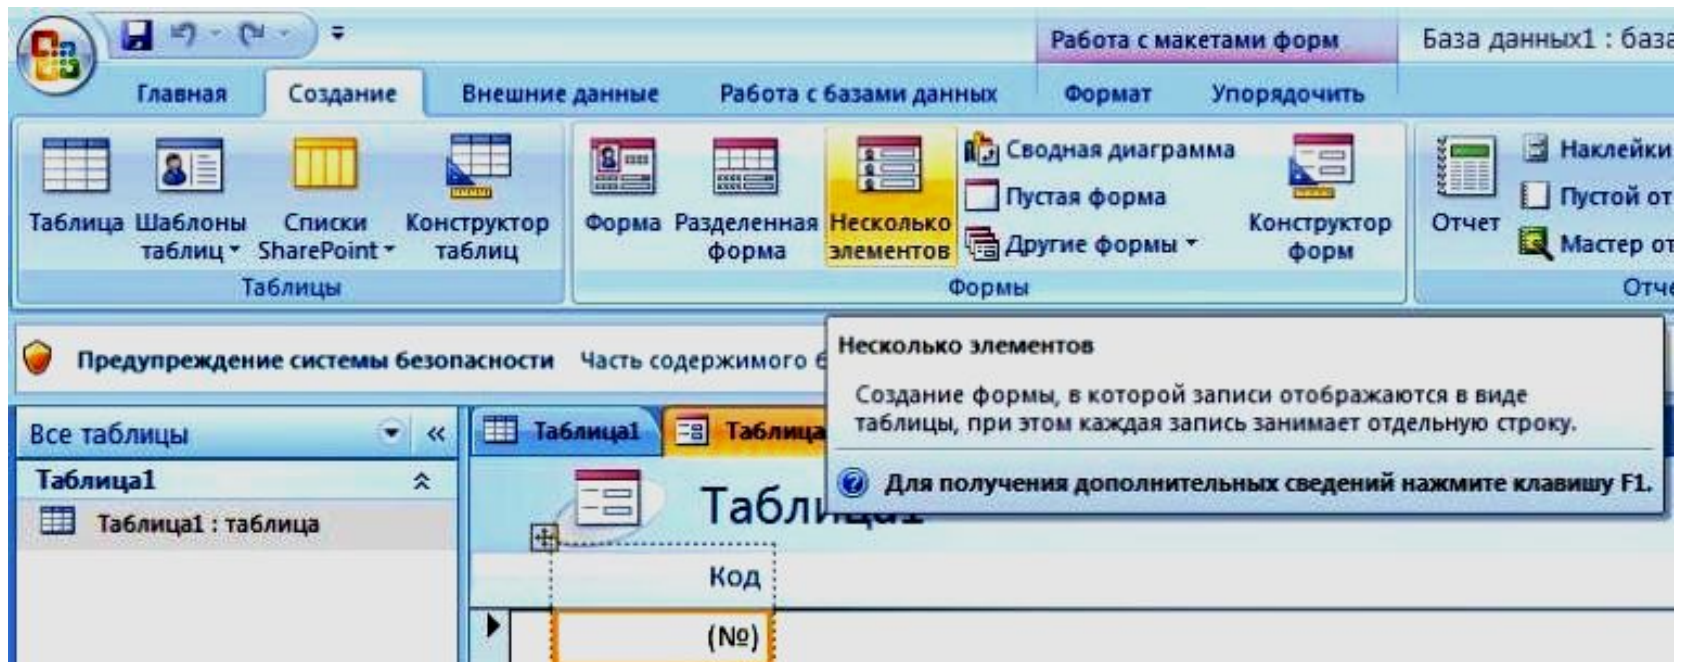 Работа с макетами форм
База данных1 : база
Главная Создание Внешние данные Работа с базами данных Формат Упорядочить
Таблица
Шаблоны
таблиц
Списки
SharePoint
Конструктор
таблиц
Таблицы
Форма
Разделенная
форма
Несколько
элементов
Сводная диаграмма
Пустая форма
Другие формы
Конструктор
форм
Формы
Отчет
Наклейки
Пустой от
Мастер от
Отче
Предупреждение системы безопасности Часть содержимого б
Несколько элементов
Создание формы, в которой записи отображаются в виде
таблицы, при этом каждая запись занимает отдельную строку.
Для получения дополнительных сведений нажмите клавишу F1.
Все таблицы
Таблица1
Таблица1 : таблица
Таблица1 Таблица
Таблица1
Код
(№)